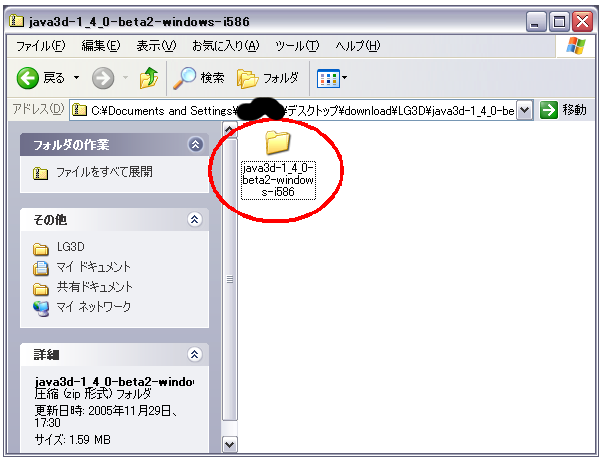 java3d-1_4_0-beta2-windows-i586
ファイル(F) 編集(E) 表示(V) お気に入り(A) ツール(T) ヘルプ(H)
戻る 検索 フォルダ
アドレス(D) C:¥Documents and Settings¥ ¥デスクトップ¥download¥LG3D¥java3d-1_4_0-be 移動
フォルダの作業
ファイルをすべて展開
その他
LG3D
マイ ドキュメント
共有ドキュメント
マイ ネットワーク
詳細
java3d-1_4_0-beta2-windo
圧縮 (zip 形式) フォルダ
更新日時: 2005年11月29日、
17:30
サイズ: 1.59 MB
java3d-1_4_0-
beta2-window
s-i586